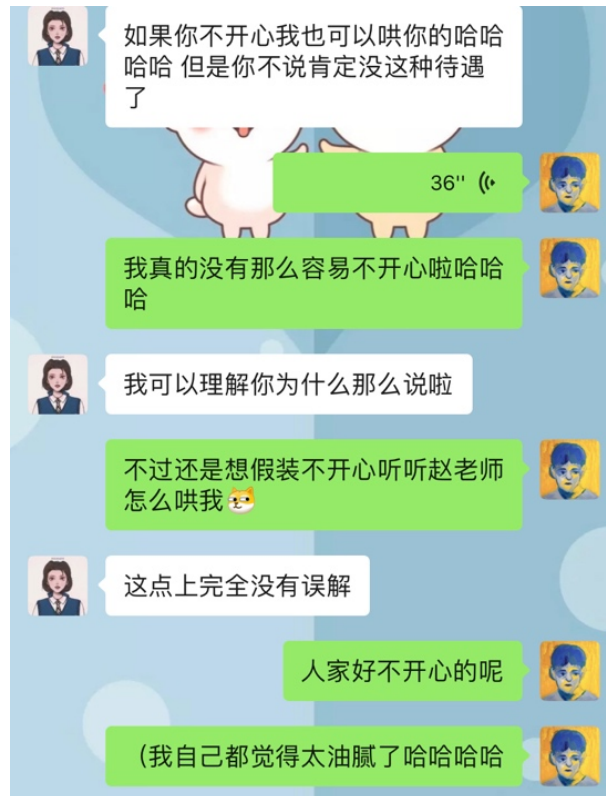 如果你不开心我也可以哄你的哈哈
哈哈 但是你不说肯定没这种待遇
了
36''
我真的没有那么容易不开心啦哈哈
哈
我可以理解你为什么那么说啦
不过还是想假装不开心听听赵老师
怎么哄我
这点上完全没有误解
人家好不开心的呢
（我自己都觉得太油腻了哈哈哈哈